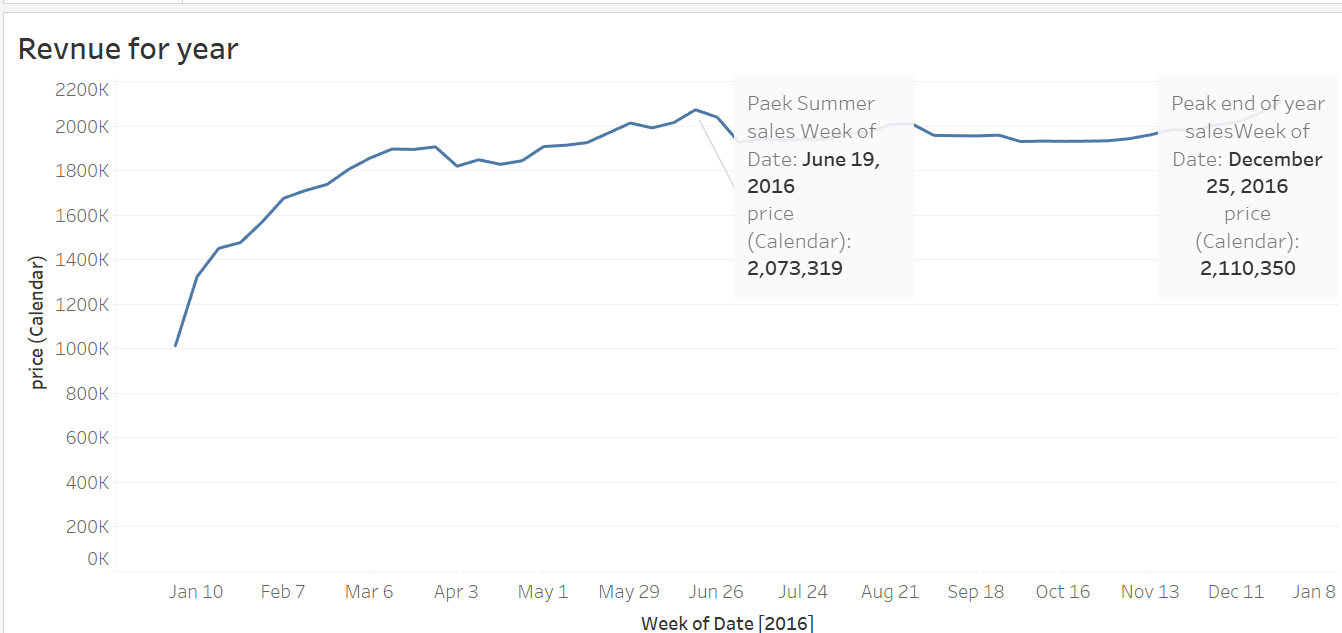 Revnue for year
2200K
2000K
1800K
1600K
1400K
1200K
1000K
800K
600K
400K
200K
0K
price (Calendar)
Paek Summer
sales Week of
Date: June 19,
2016
price
(Calendar):
2,073,319
Peak end of year
salesWeek of
Date: December
25, 2016
price
(Calendar):
2,110,350
Jan 10
Feb 7
Mar 6
Apr 3
May 1
May 29
Jun 26
Jul 24
Aug 21
Sep 18
Oct 16
Nov 13
Dec 11
Jan 8
Week of Date [2016]